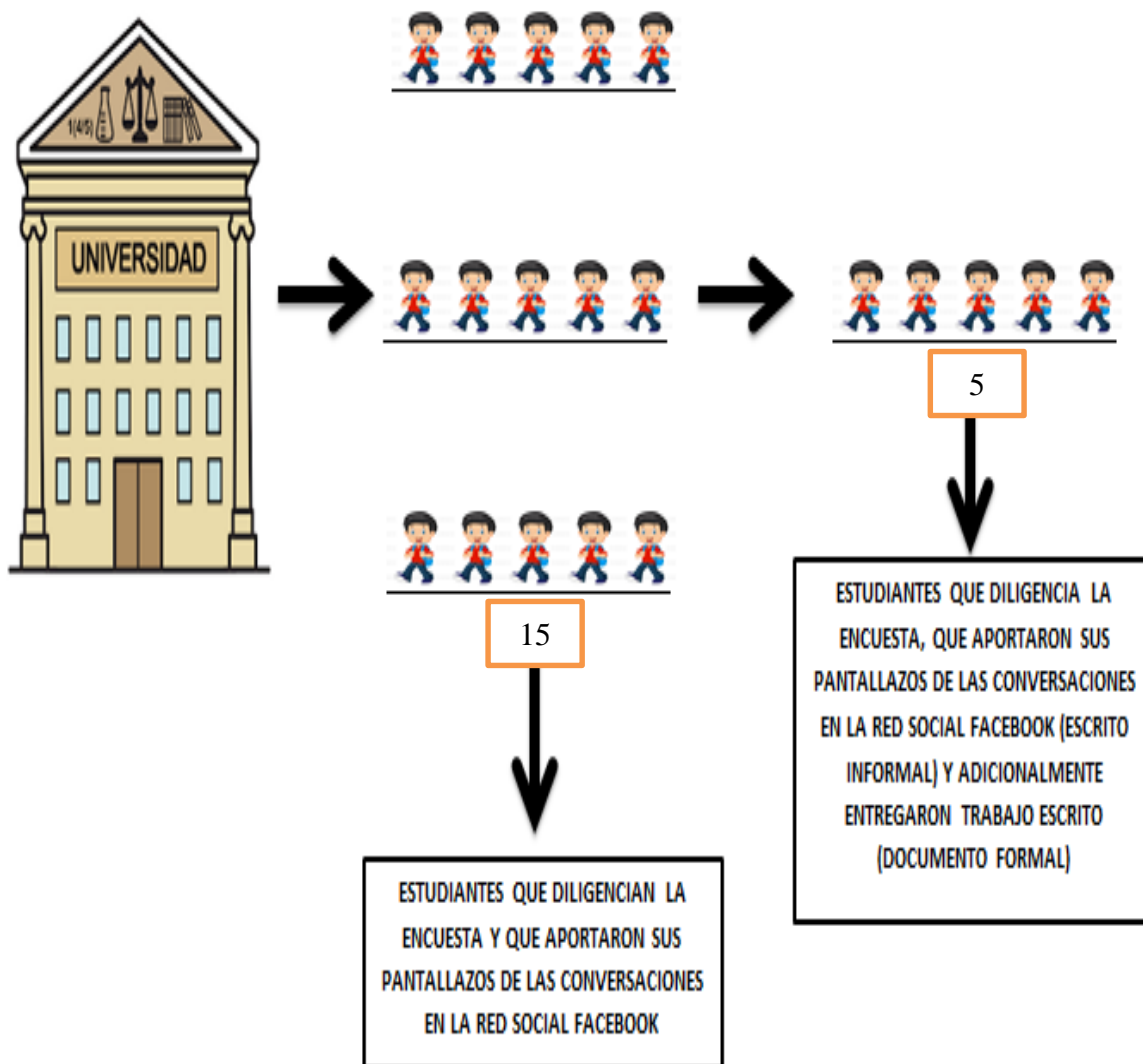 1(4/5)
UNIVERSIDAD
5
15
ESTUDIANTES QUE DILIGENCIA LA
ENCUESTA, QUE APORTARON SUS
PANTALLAZOS DE LAS CONVERSACIONES
EN LA RED SOCIAL FACEBOOK (ESCRITO
INFORMAL) Y ADICIONALMENTE
ENTREGARON TRABAJO ESCRITO
(DOCUMENTO FORMAL)
ESTUDIANTES QUE DILIGENCIAN LA
ENCUESTA Y QUE APORTARON SUS
PANTALLAZOS DE LAS CONVERSACIONES
EN LA RED SOCIAL FACEBOOK